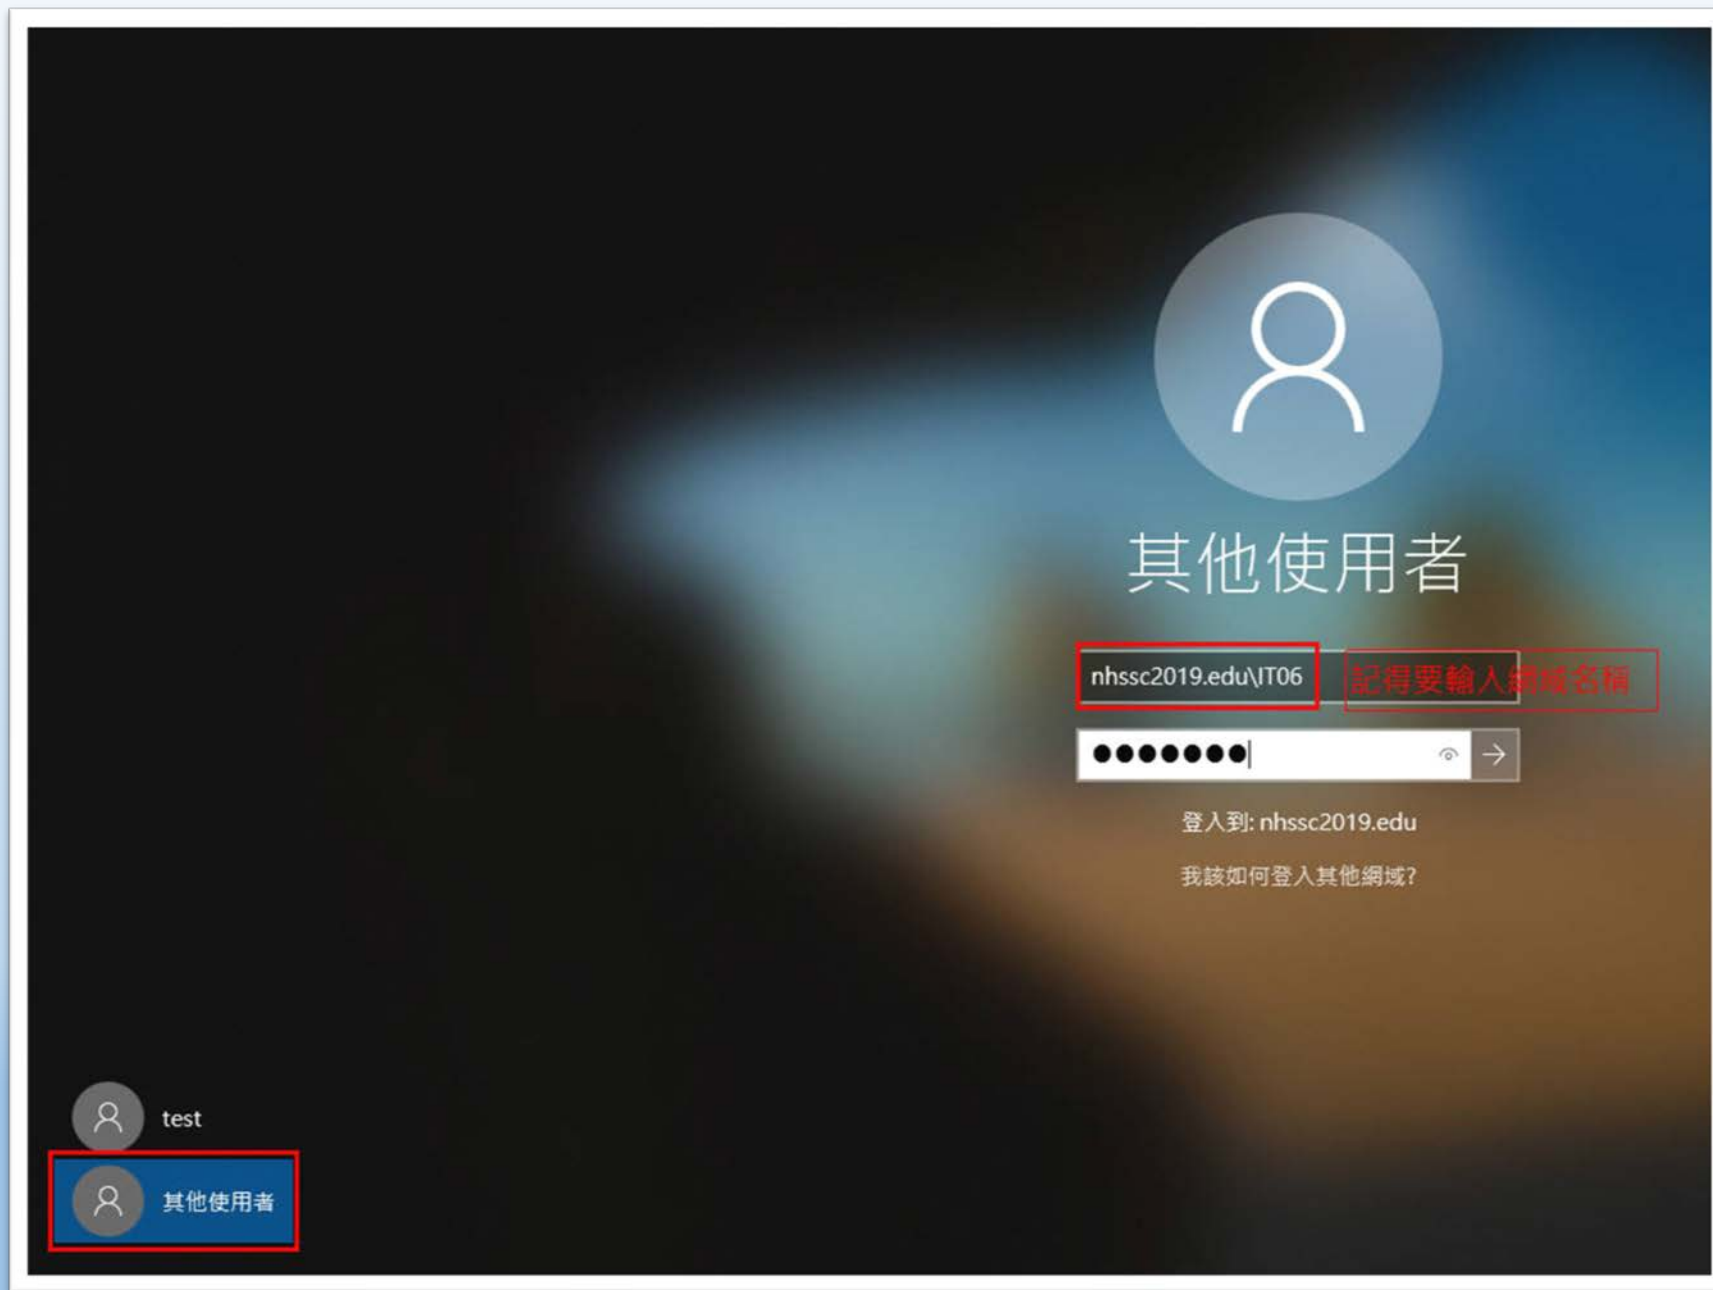 其他使用者
nhssc2019.edu\IT06
記得要輸入網域名稱
●●●●●●●
登入到: nhssc2019.edu
我該如何登入其他網域?
test
其他使用者